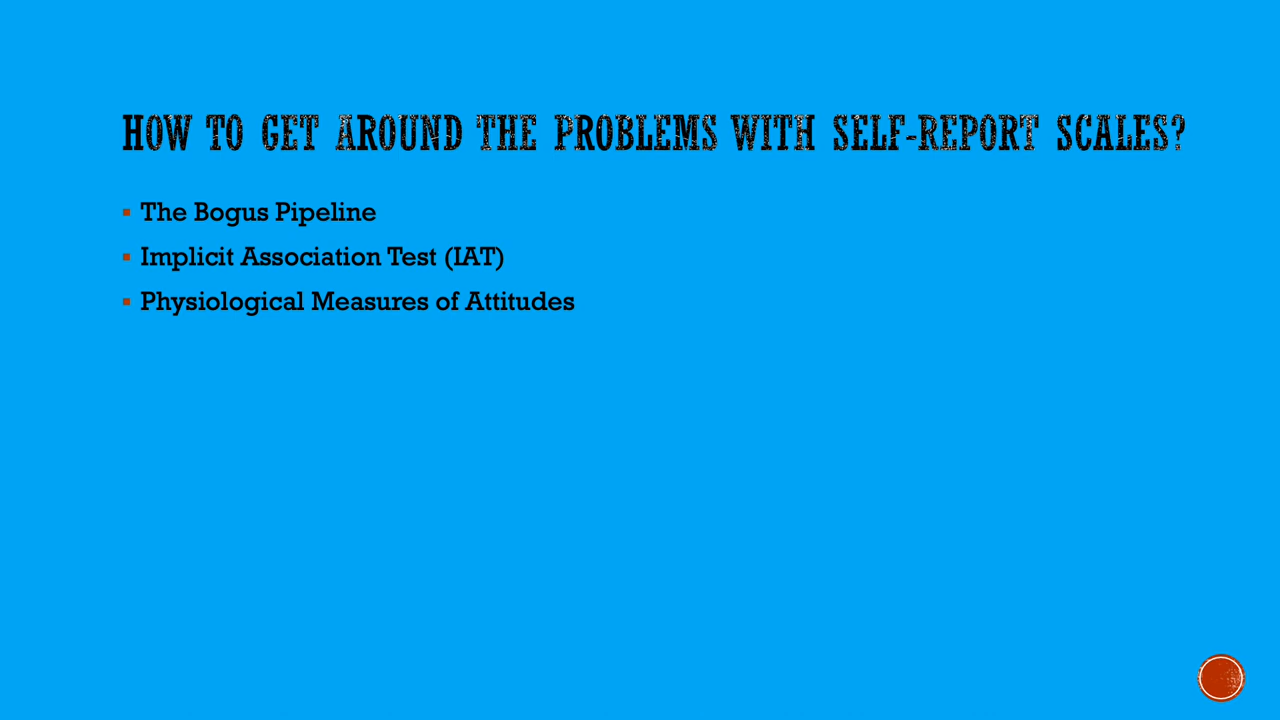 HOW TO GET AROUND THE PROBLEMS WITH SELF-REPORT SCALES?
The Bogus Pipeline
Implicit Association Test (IAT)
Physiological Measures of Attitudes